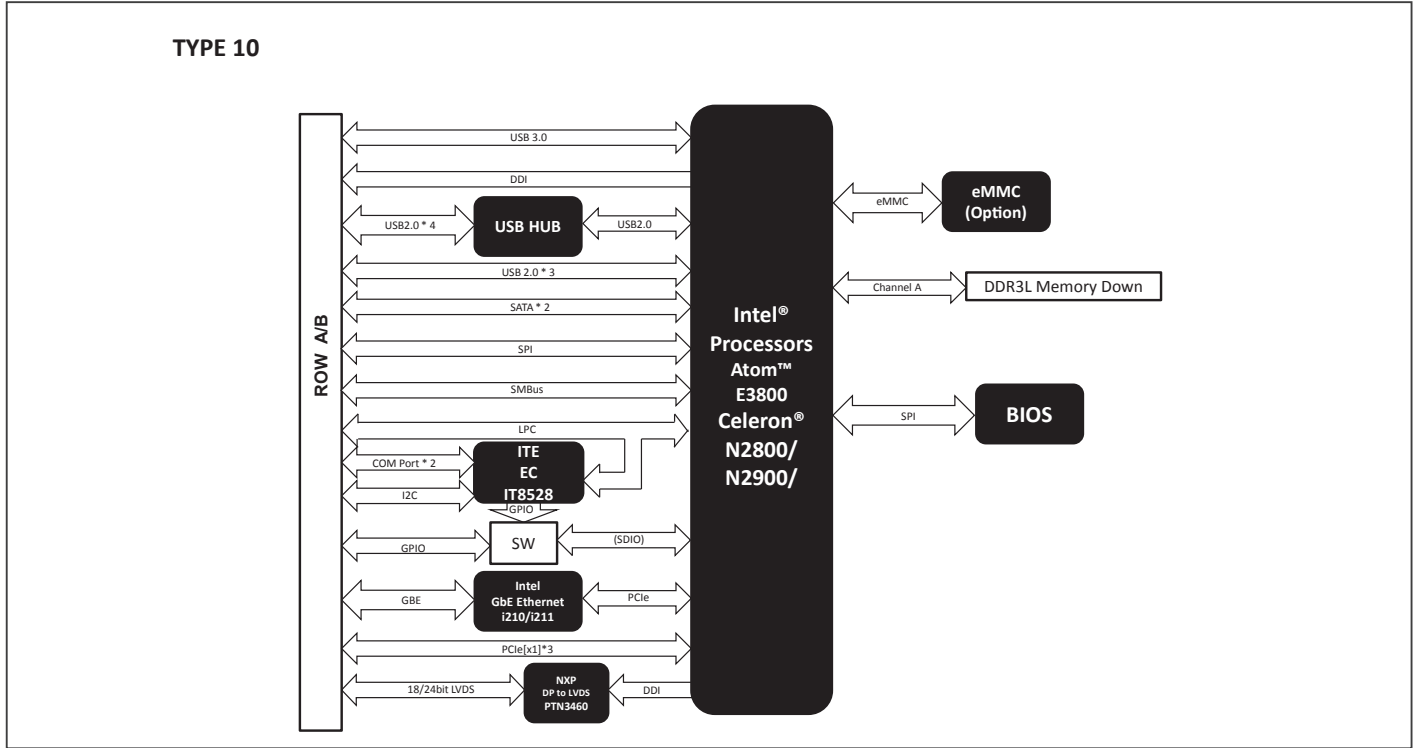 TYPE 10
ROW A/B
USB 3.0
DDI
USB2.0 * 4
USB HUB
USB2.0
USB 2.0 * 3
SATA * 2
SPI
SMBus
LPC
COM Port * 2
ITE
EC
IT8528
I2C
GPIO
GPIO
SW
(SDIO)
GBE
Intel
GbE Ethernet
i210/i211
PCIe
PCIe[x1]*3
18/24bit LVDS
NXP
DP to LVDS
PTN3460
DDI
Intel®
Processors
Atom™
E3800
Celeron®
N2800/
N2900/
eMMC
eMMC
(Option)
Channel A
DDR3L Memory Down
SPI
BIOS